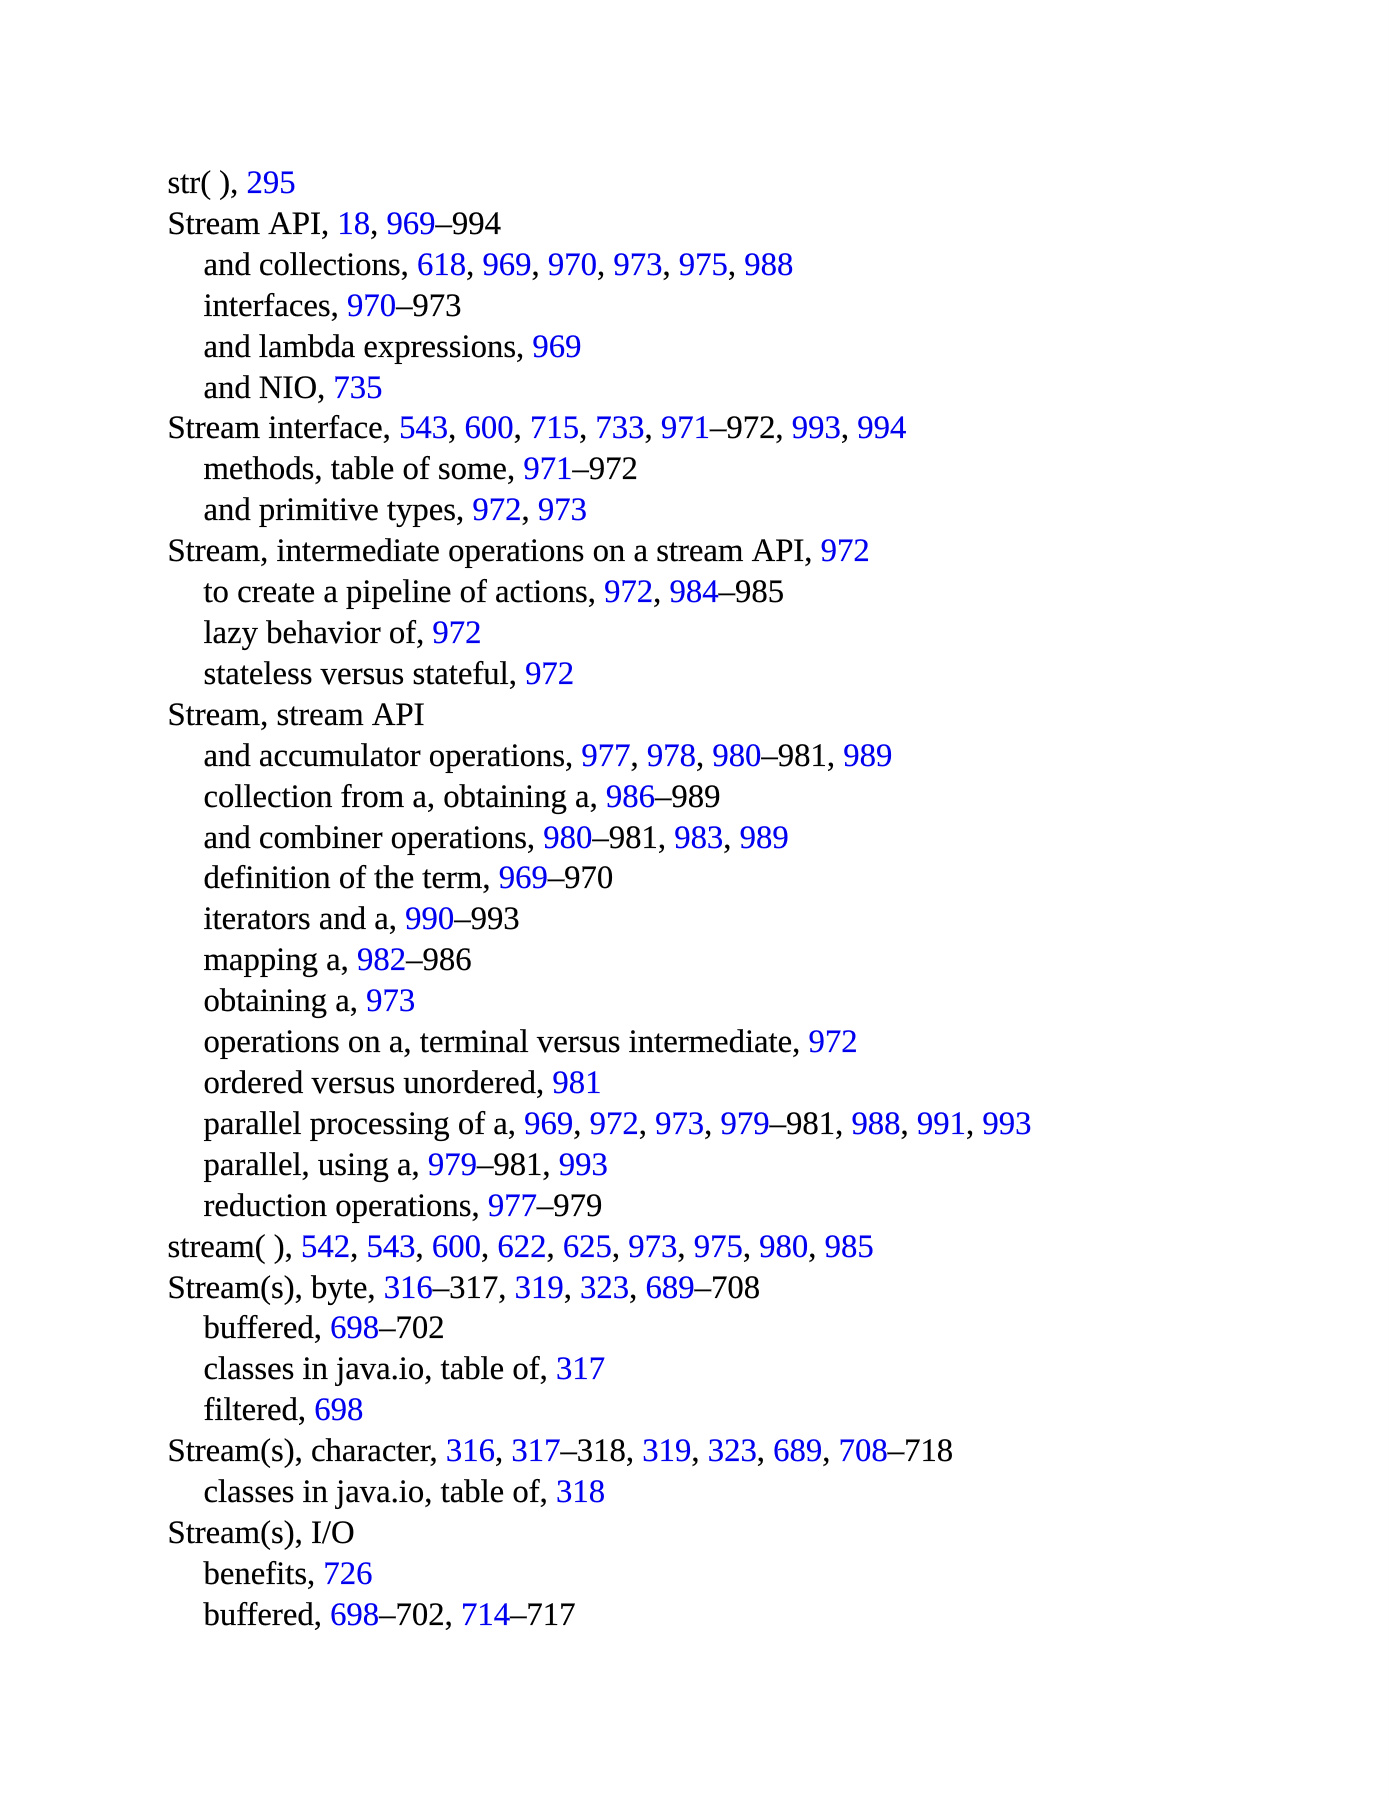 str( ), 295
Stream API, 18, 969–994
and collections, 618, 969, 970, 973, 975, 988
interfaces, 970–973
and lambda expressions, 969
and NIO, 735
Stream interface, 543, 600, 715, 733, 971–972, 993, 994
methods, table of some, 971–972
and primitive types, 972, 973
Stream, intermediate operations on a stream API, 972
to create a pipeline of actions, 972, 984–985
lazy behavior of, 972
stateless versus stateful, 972
Stream, stream API
and accumulator operations, 977, 978, 980–981, 989
collection from a, obtaining a, 986–989
and combiner operations, 980–981, 983, 989
definition of the term, 969–970
iterators and a, 990–993
mapping a, 982–986
obtaining a, 973
operations on a, terminal versus intermediate, 972
ordered versus unordered, 981
parallel processing of a, 969, 972, 973, 979–981, 988, 991, 993
parallel, using a, 979–981, 993
reduction operations, 977–979
stream( ), 542, 543, 600, 622, 625, 973, 975, 980, 985
Stream(s), byte, 316–317, 319, 323, 689–708
buffered, 698–702
classes in java.io, table of, 317
filtered, 698
Stream(s), character, 316, 317–318, 319, 323, 689, 708–718
classes in java.io, table of, 318
Stream(s), I/O
benefits, 726
buffered, 698–702, 714–717